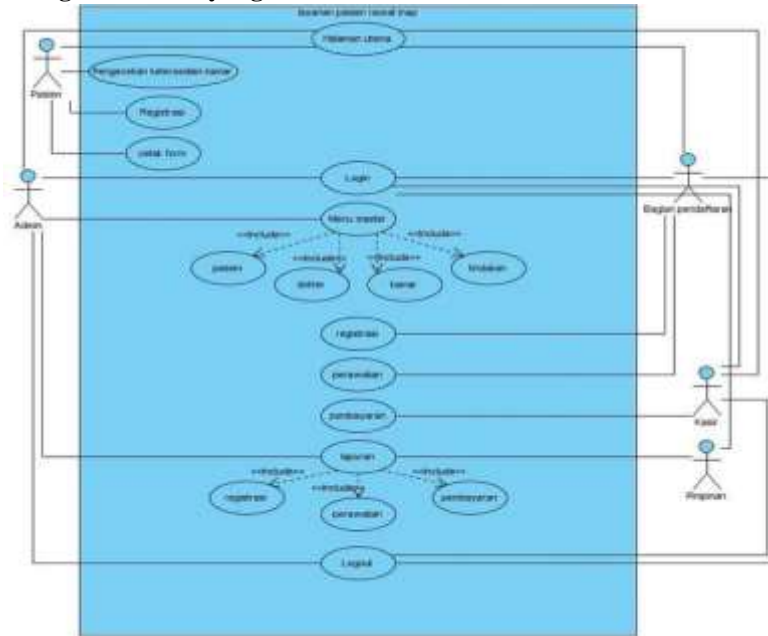 layanan pasien rawat inap
Halaman utama
Pengecekan ketersediaan kamar
Pasien
Registrasi
cetak form
Login
Admin
Bagian pendaftaran
Menu master
<<Include>>
<<Include>>
<<Include>>
<<Include>>
pasien
dokter
kamar
tindakan
registrasi
perawatan
pembayaran
Kasir
laporan
<<Include>>
<<Include>>
<<Include>>
registrasi
perawatan
pembayaran
Pimpinan
Logout